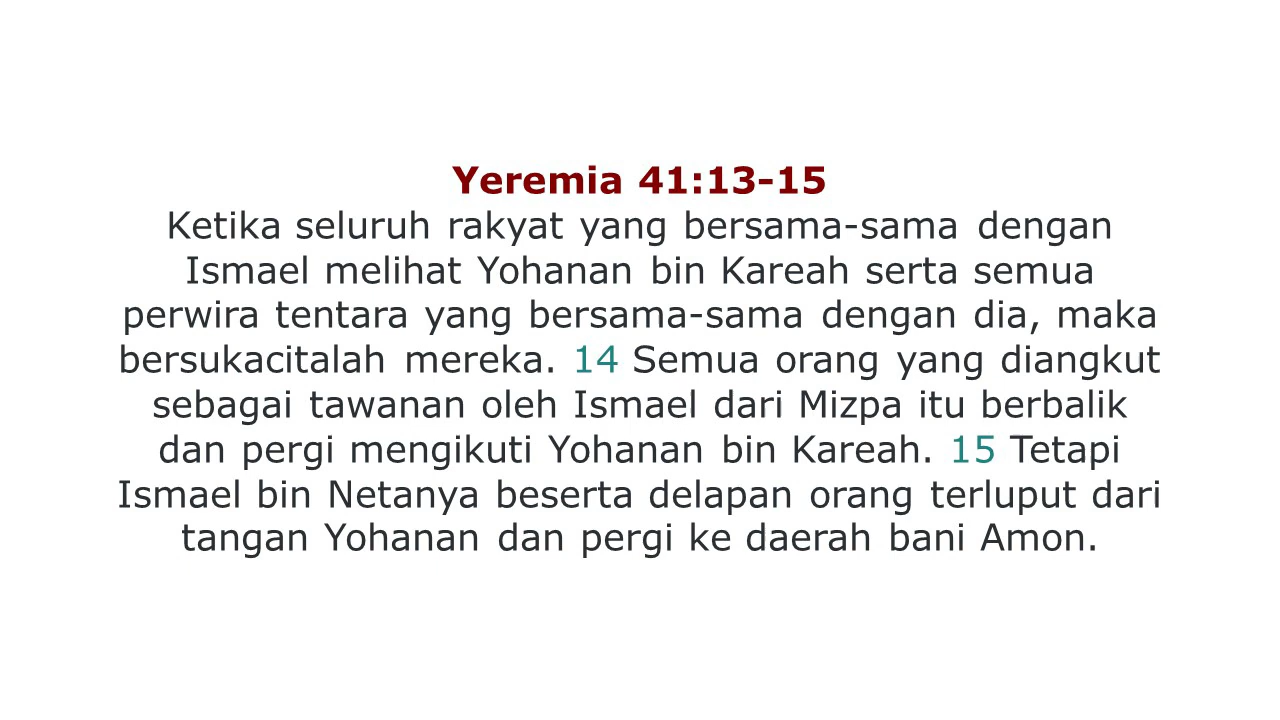 Yeremia 41:13-15
Ketika seluruh rakyat yang bersama-sama dengan
Ismael melihat Yohanan bin Kareah serta semua
perwira tentara yang bersama-sama dengan dia, maka
bersukacitalah mereka. 14 Semua orang yang diangkut
sebagai tawanan oleh Ismael dari Mizpa itu berbalik
dan pergi mengikuti Yohanan bin Kareah. 15 Tetapi
Ismael bin Netanya beserta delapan orang terluput dari
tangan Yohanan dan pergi ke daerah bani Amon.